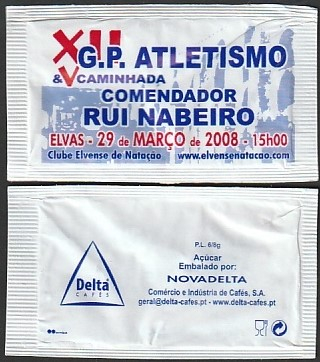 XII G.P. ATLETISMO
& V CAMINHADA
COMENDADOR
RUI NABEIRO
ELVAS - 29 de MARÇO de 2008 - 15h00
Clube Elvense de Natação www.elvensenatacao.com
P.L. 6/8g
Açúcar
Embalado por:
NOVADELTA
Comércio e Indústria de Cafés, S.A.
geral@delta-cafes.pt - www.delta-cafes.pt
Delta
CAFÉS